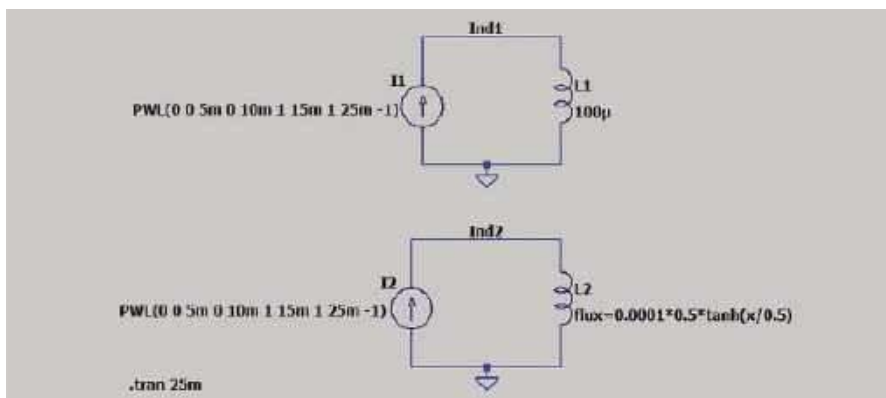 Ind1
I1
L1
PWL(0 0 5m 0 10m 1 15m 1 25m -1)
100µ
Ind2
I2
L2
PWL(0 0 5m 0 10m 1 15m 1 25m -1)
flux=0.0001*0.5*tanh(x/0.5)
.tran 25m